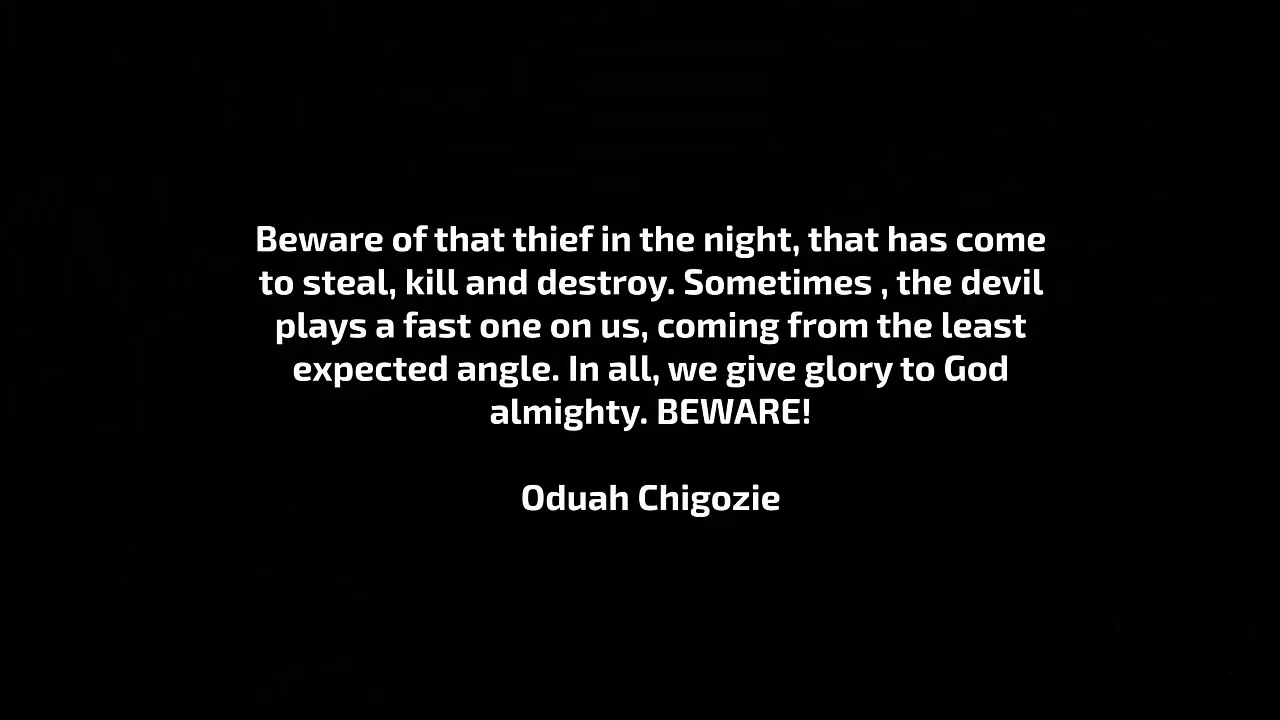 Beware of that thief in the night, that has come
to steal, kill and destroy. Sometimes , the devil
plays a fast one on us, coming from the least
expected angle. In all, we give glory to God
almighty. BEWARE!
Oduah Chigozie